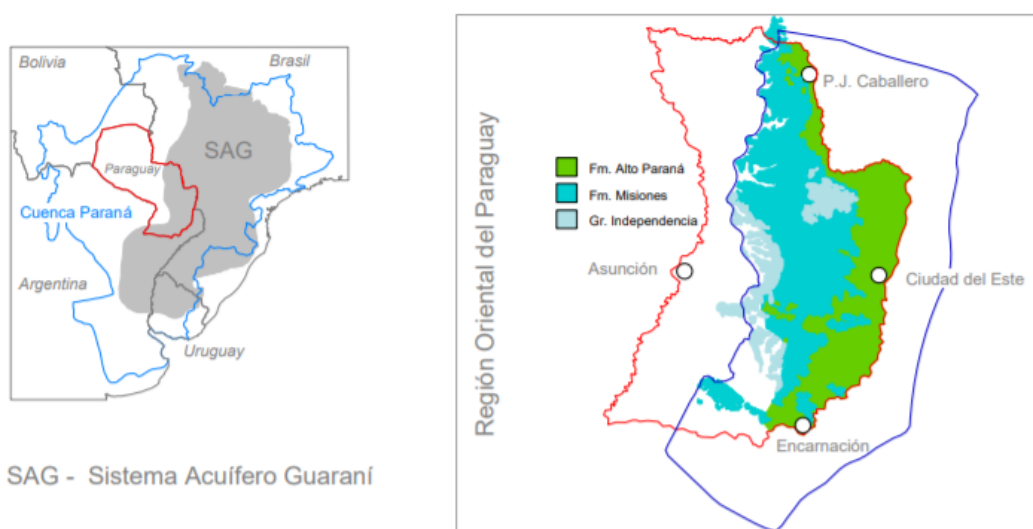 Bolivia
Brasil
SAG
Paraguay
Cuenca Paraná
Argentina
Uruguay
SAG - Sistema Acuífero Guaraní
Región Oriental del Paraguay
P.J. Caballero
Fm. Alto Paraná
Fm. Misiones
Gr. Independencia
Asunción
Ciudad del Este
Encarnación